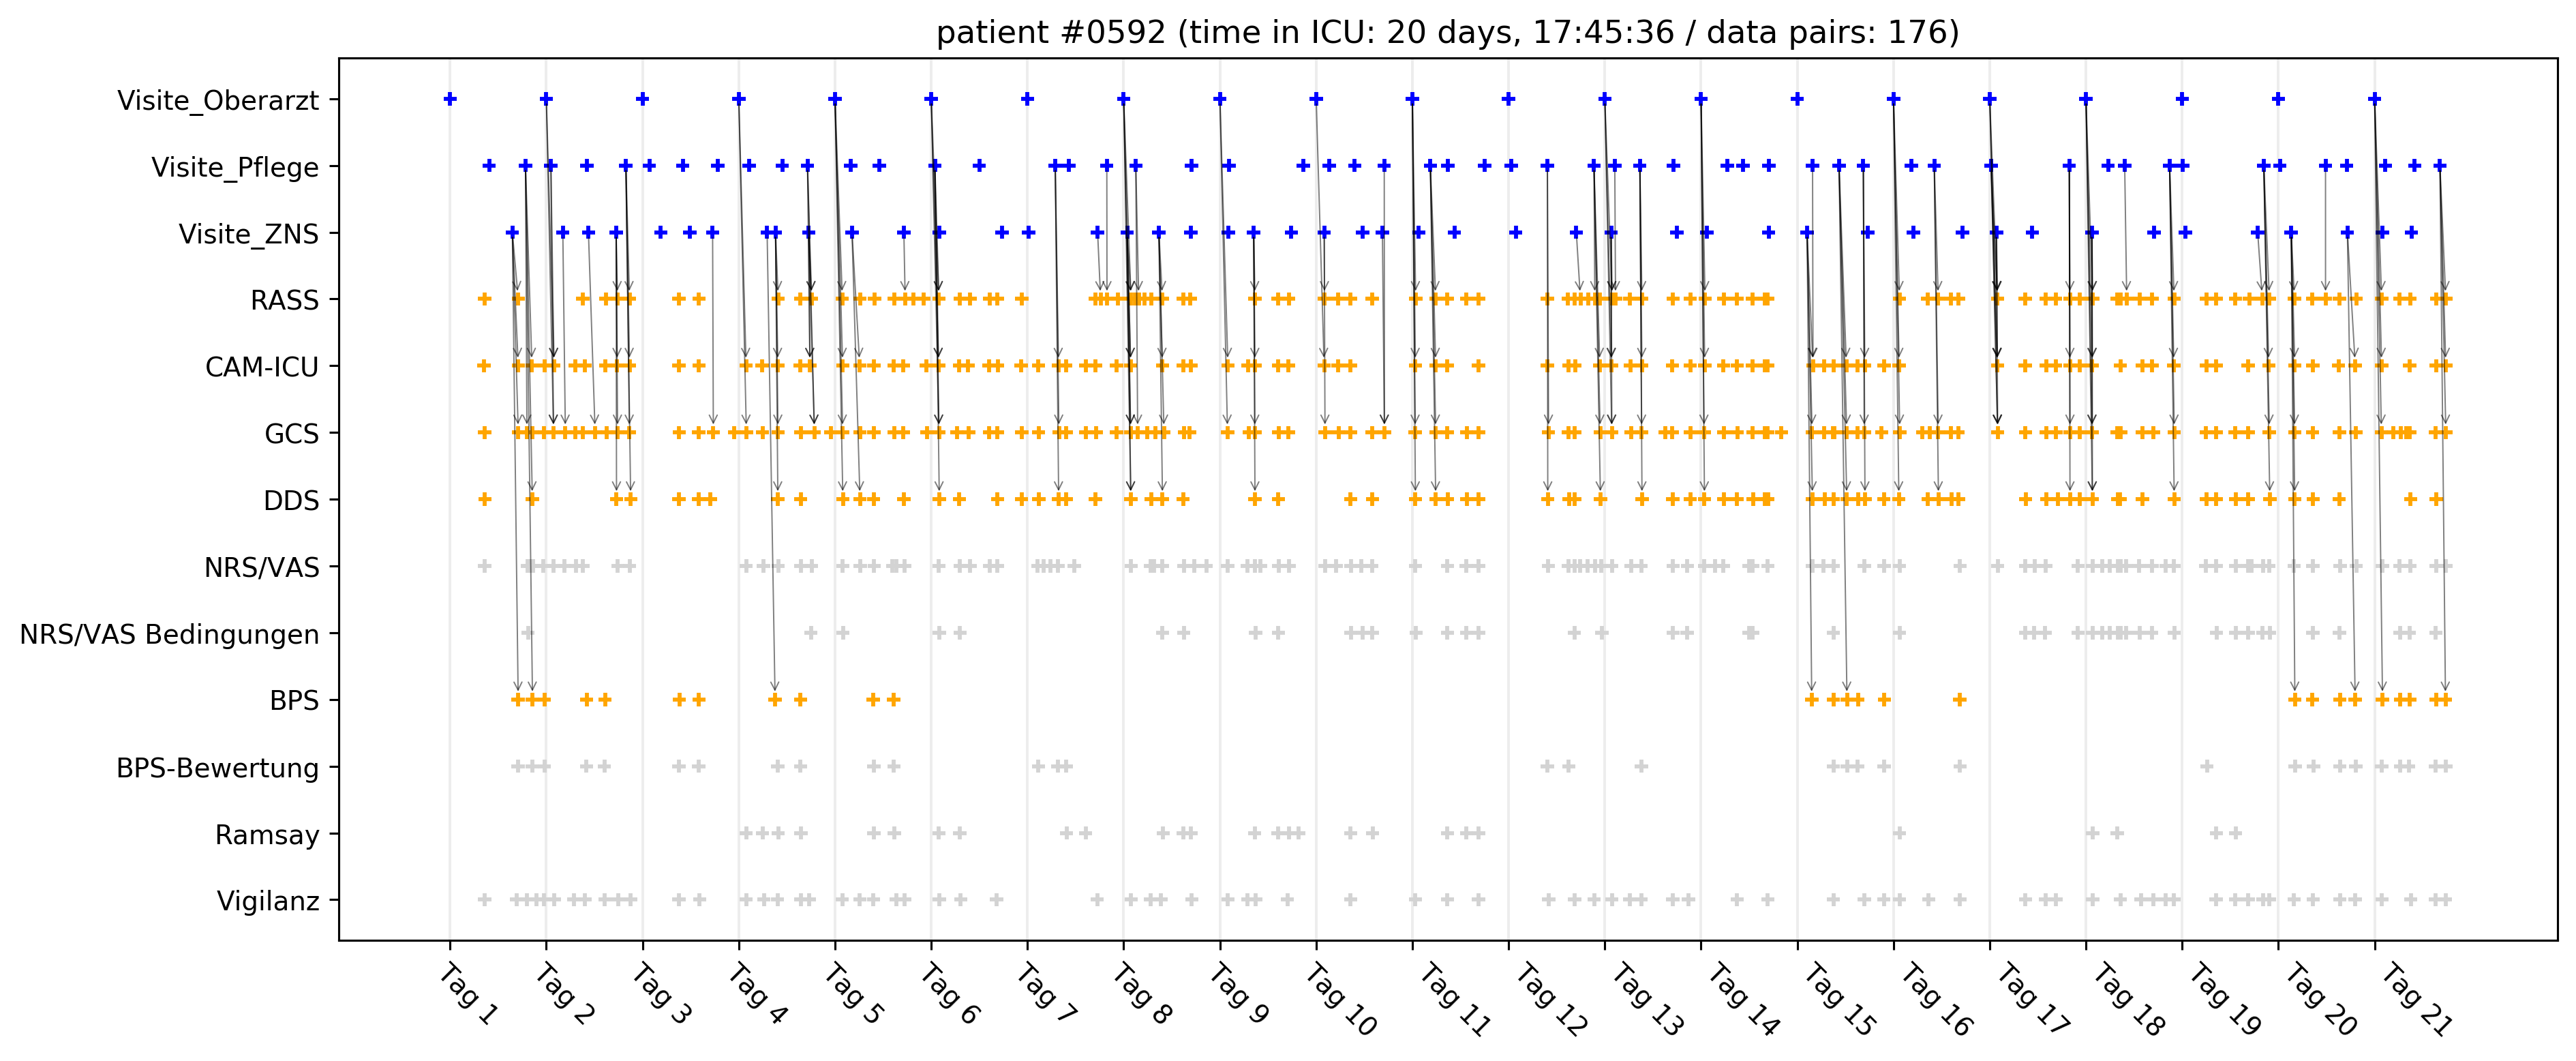 patient #0592 (time in ICU: 20 days, 17:45:36 / data pairs: 176)
Visite_Oberarzt
Visite_Pflege
Visite_ZNS
RASS
CAM-ICU
GCS
DDS
NRS/VAS
NRS/VAS Bedingungen
BPS
BPS-Bewertung
Ramsay
Vigilanz
Tag 1
Tag 2
Tag 3
Tag 4
Tag 5
Tag 6
Tag 7
Tag 8
Tag 9
Tag 10
Tag 11
Tag 12
Tag 13
Tag 14
Tag 15
Tag 16
Tag 17
Tag 18
Tag 19
Tag 20
Tag 21